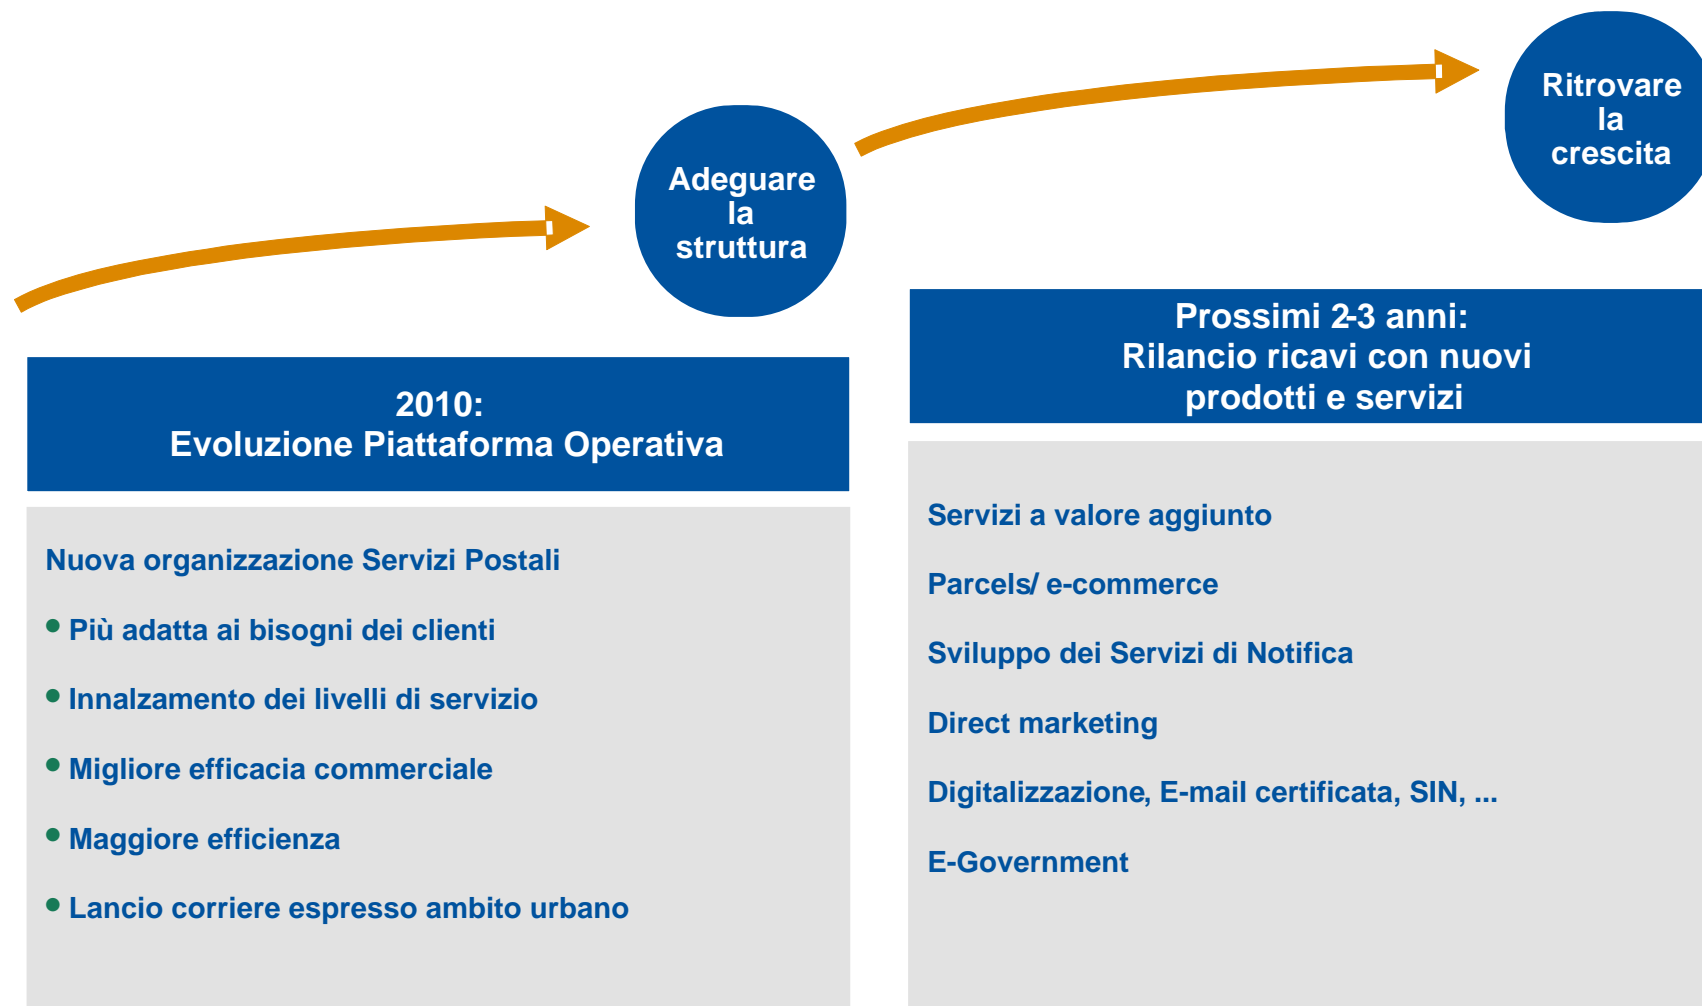 Adeguare
la
struttura
Ritrovare
la
crescita
2010:
Evoluzione Piattaforma Operativa
Nuova organizzazione Servizi Postali
• Più adatta ai bisogni dei clienti
• Innalzamento dei livelli di servizio
• Migliore efficacia commerciale
• Maggiore efficienza
• Lancio corriere espresso ambito urbano
Prossimi 2-3 anni:
Rilancio ricavi con nuovi
prodotti e servizi
Servizi a valore aggiunto
Parcels/ e-commerce
Sviluppo dei Servizi di Notifica
Direct marketing
Digitalizzazione, E-mail certificata, SIN, ...
E-Government